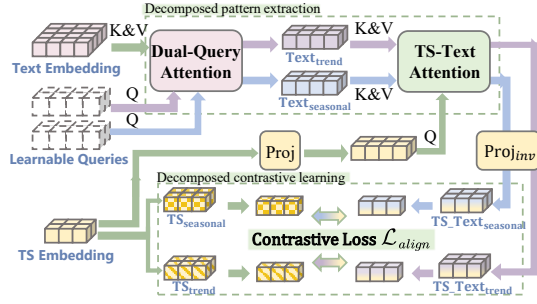 Decomposed pattern extraction
K&V
K&V
Dual-Query
Attention
Text Embedding
Text_trend
TS-Text
Attention
Q
Text_seasonal
K&V
Q
Learnable Queries
Q
Proj
Proj_inv
Decomposed contrastive learning
TS_seasonal
TS_Text_seasonal
TS Embedding
Contrastive Loss ℒ_align
TS_trend
TS_Text_trend